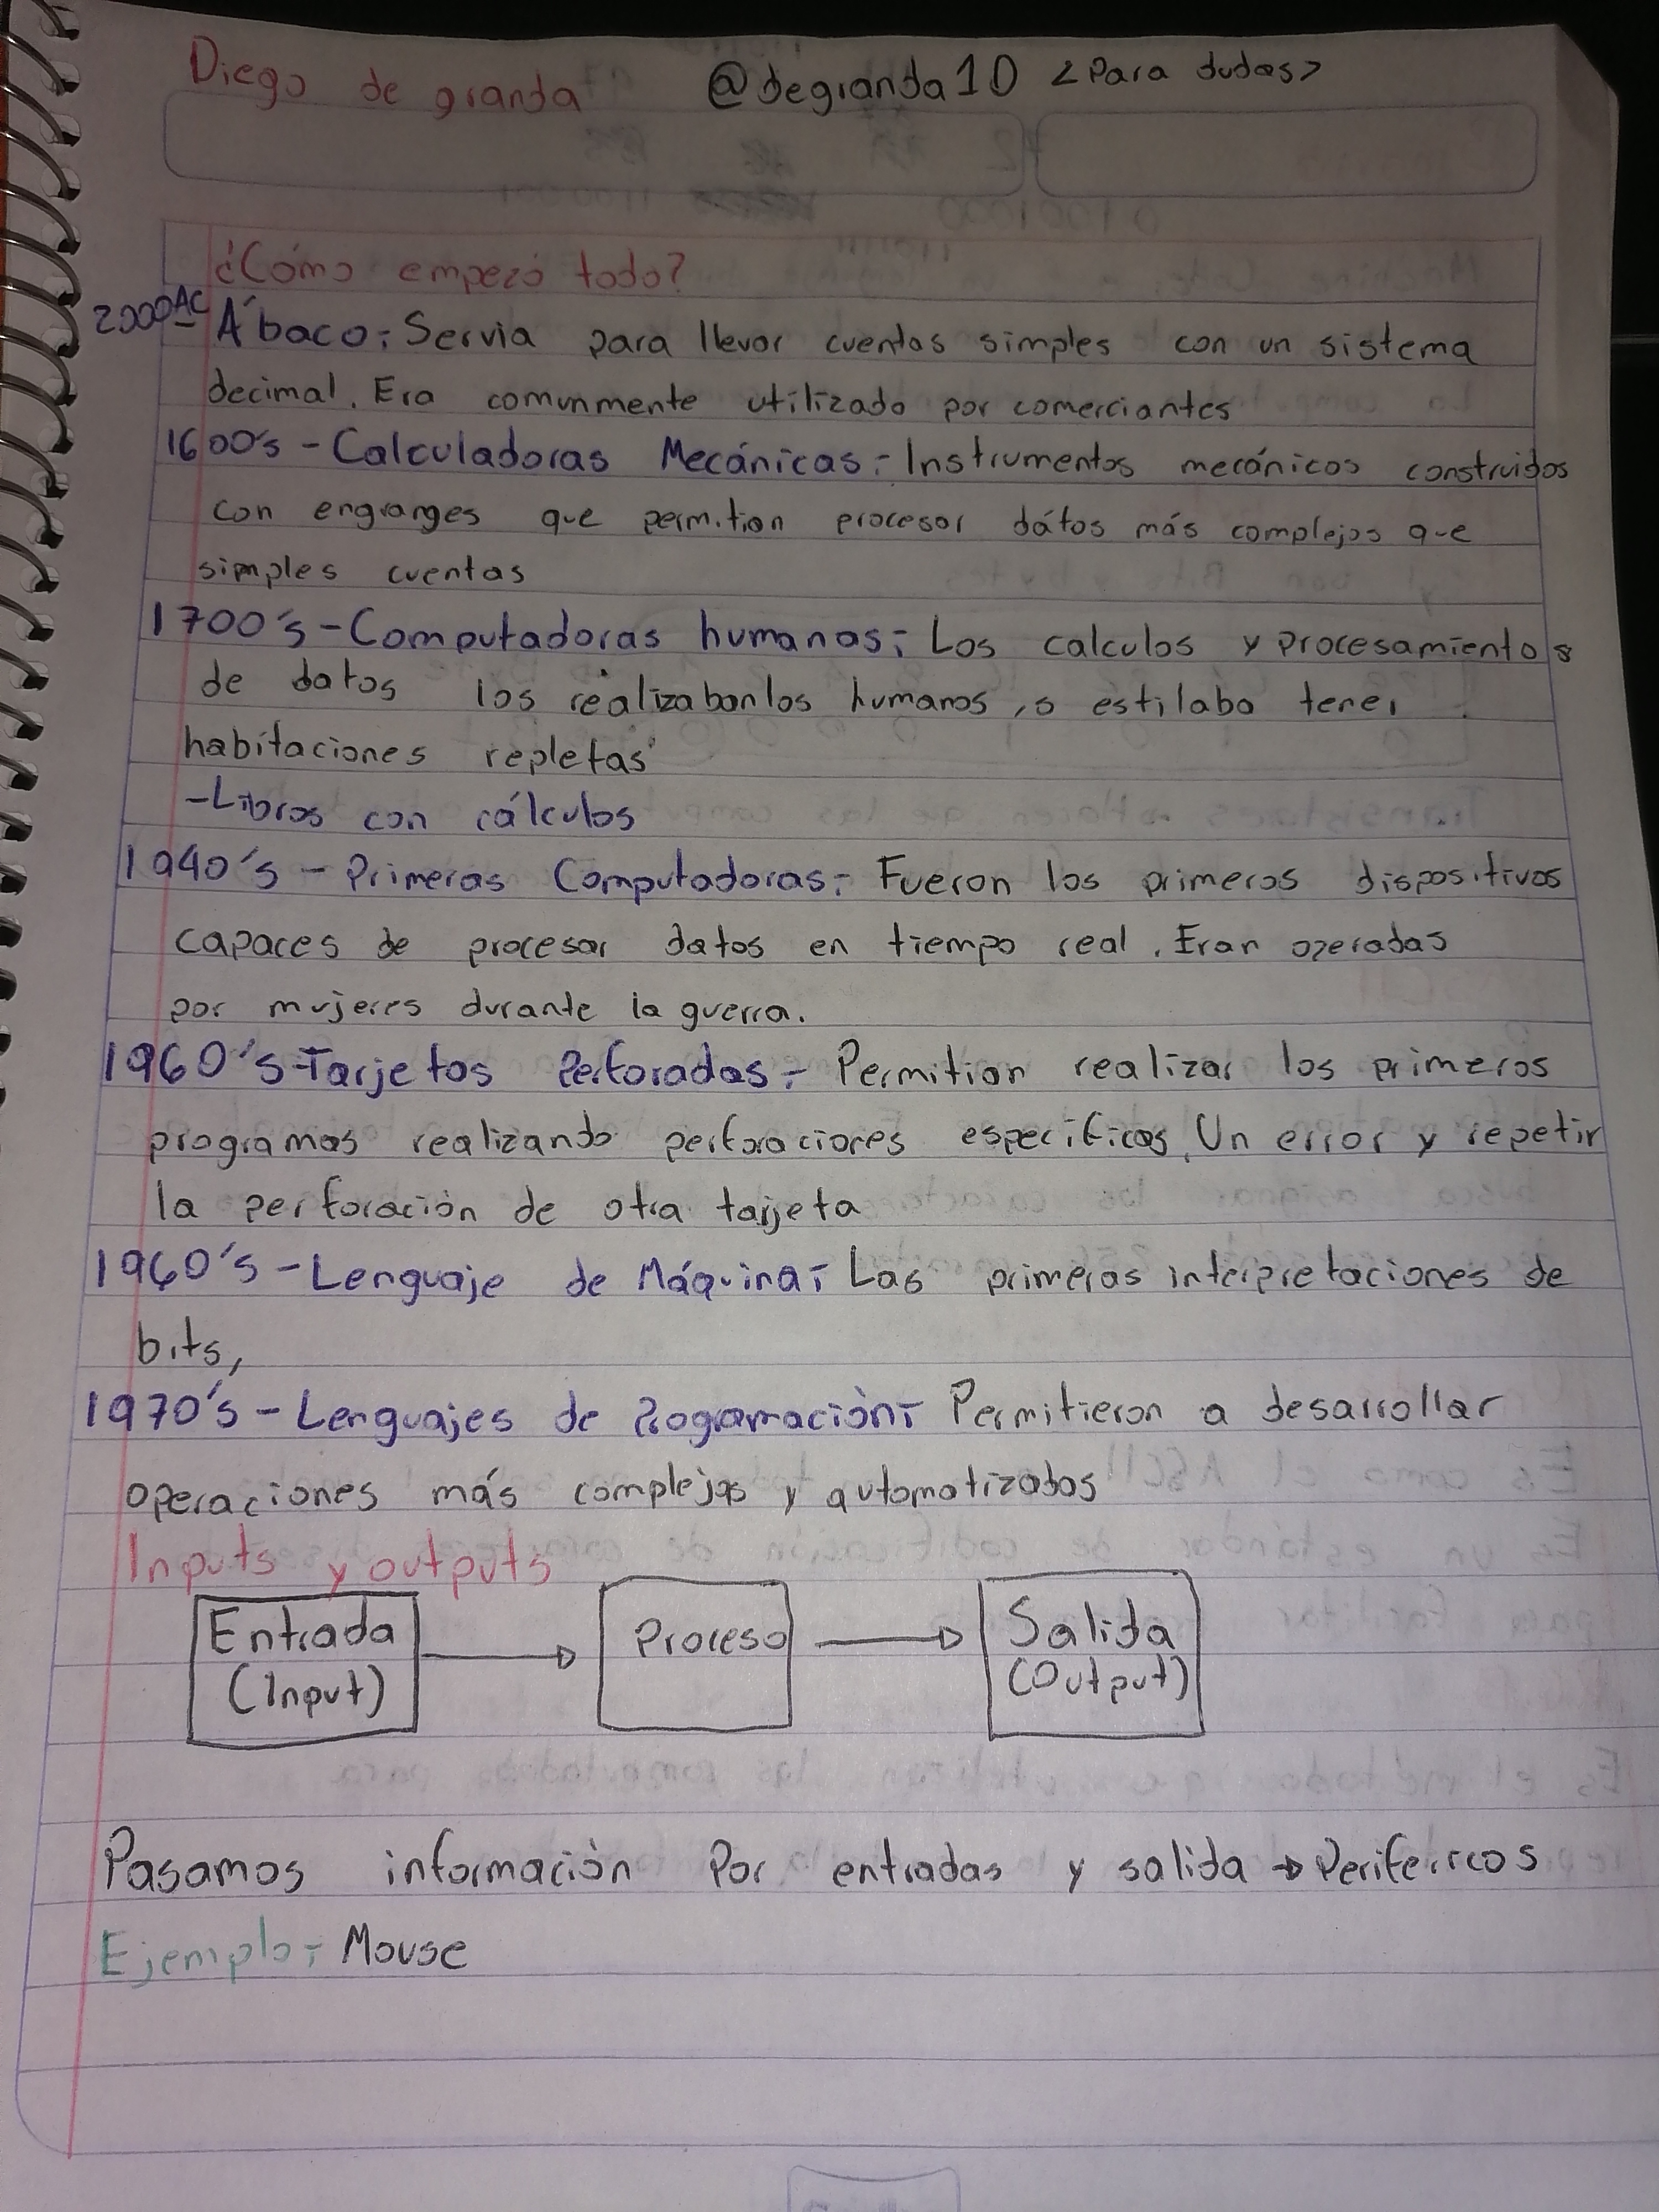 Diego de granda @degranda10 <Para dudas>
¿Cómo empezó todo?
2000AC - Ábaco: Servia para llevar cuentas simples con un sistema
decimal. Era comunmente utilizado por comerciantes
1600's - Calculadoras Mecánicas: Instrumentos mecánicos construidos
con engranges que permitian procesar dátos más complejos que
simples cuentas
1700's - Computadoras humanas: Los calculos y procesamientos
de datos los realizaban los humanos, s estilaba tener
habitaciones repletas
- Libros con cálculos
1940's - Primeras Computadoras: Fueron los primeros dispositivos
capaces de procesar datos en tiempo real. Eran operadas
por mujeres durante la guerra.
1960's - Tarjetas Perforadas: Permitian realizar los primeros
programas realizando perforaciones especificas. Un error y repetir
la perforación de otra tarjeta
1960's - Lenguaje de Máquina: Las primeras interpretaciones de
bits,
1970's - Lenguajes de Programación: Permitieron a desarrollar
operaciones más complejas y automatizadas
Inputs y outputs
Entrada (Input) Proceso Salida (Output)
Pasamos información Por entradas y salida → Perifericos
Ejemplo: Mouse